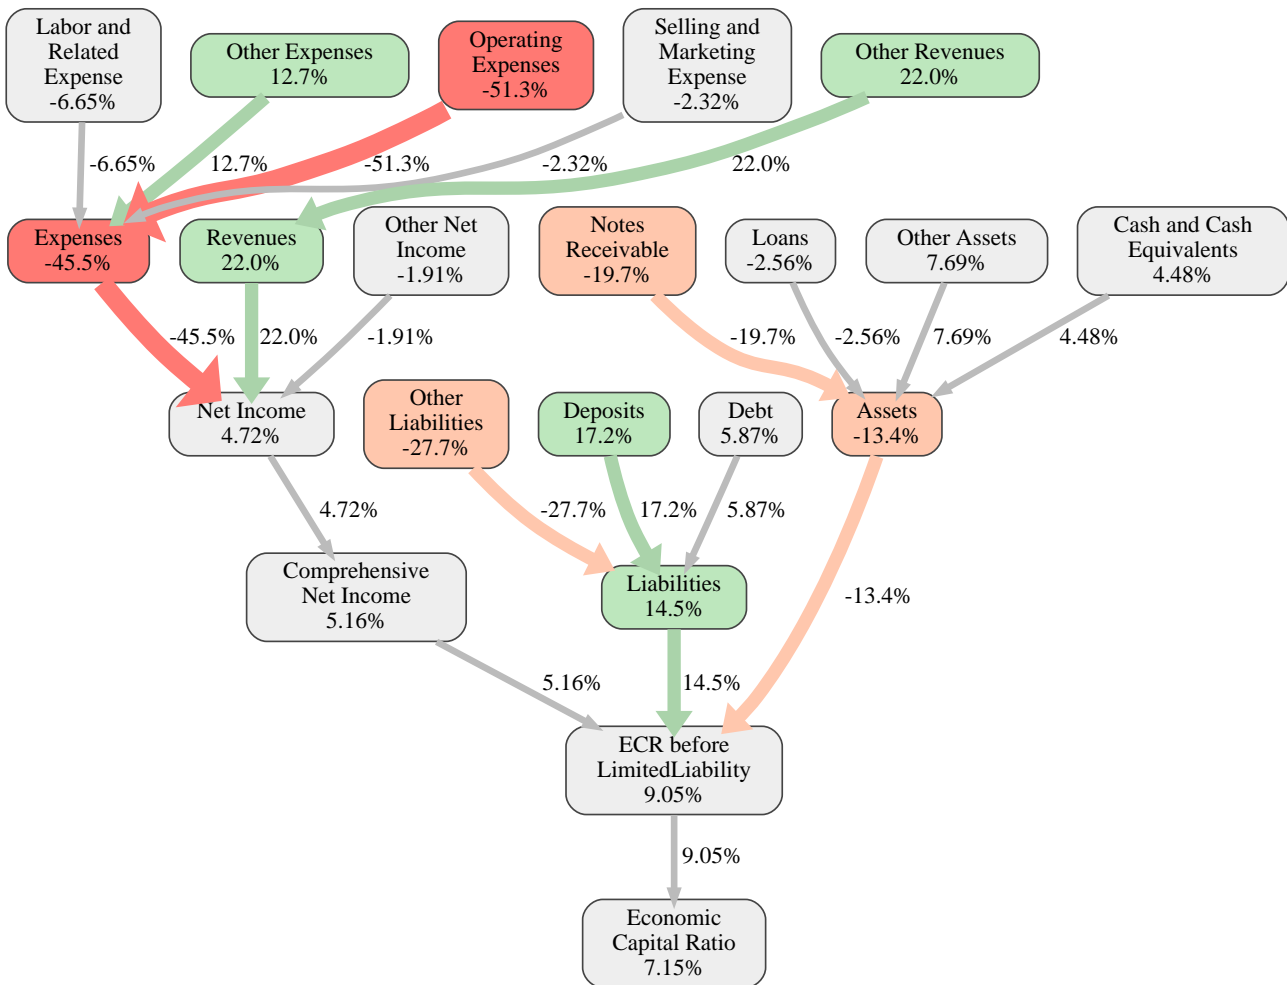 Labor and
Related
Expense
-6.65%
Other Expenses
12.7%
Operating
Expenses
-51.3%
Selling and
Marketing
Expense
-2.32%
Other Revenues
22.0%
-6.65%
12.7%
-51.3%
-2.32%
22.0%
Expenses
-45.5%
Revenues
22.0%
Other Net
Income
-1.91%
Notes
Receivable
-19.7%
Loans
-2.56%
Other Assets
7.69%
Cash and Cash
Equivalents
4.48%
-45.5%
22.0%
-1.91%
-19.7%
-2.56%
7.69%
4.48%
Net Income
4.72%
Other
Liabilities
-27.7%
Deposits
17.2%
Debt
5.87%
Assets
-13.4%
4.72%
-27.7%
17.2%
5.87%
Comprehensive
Net Income
5.16%
Liabilities
14.5%
-13.4%
5.16%
14.5%
ECR before
LimitedLiability
9.05%
9.05%
Economic
Capital Ratio
7.15%